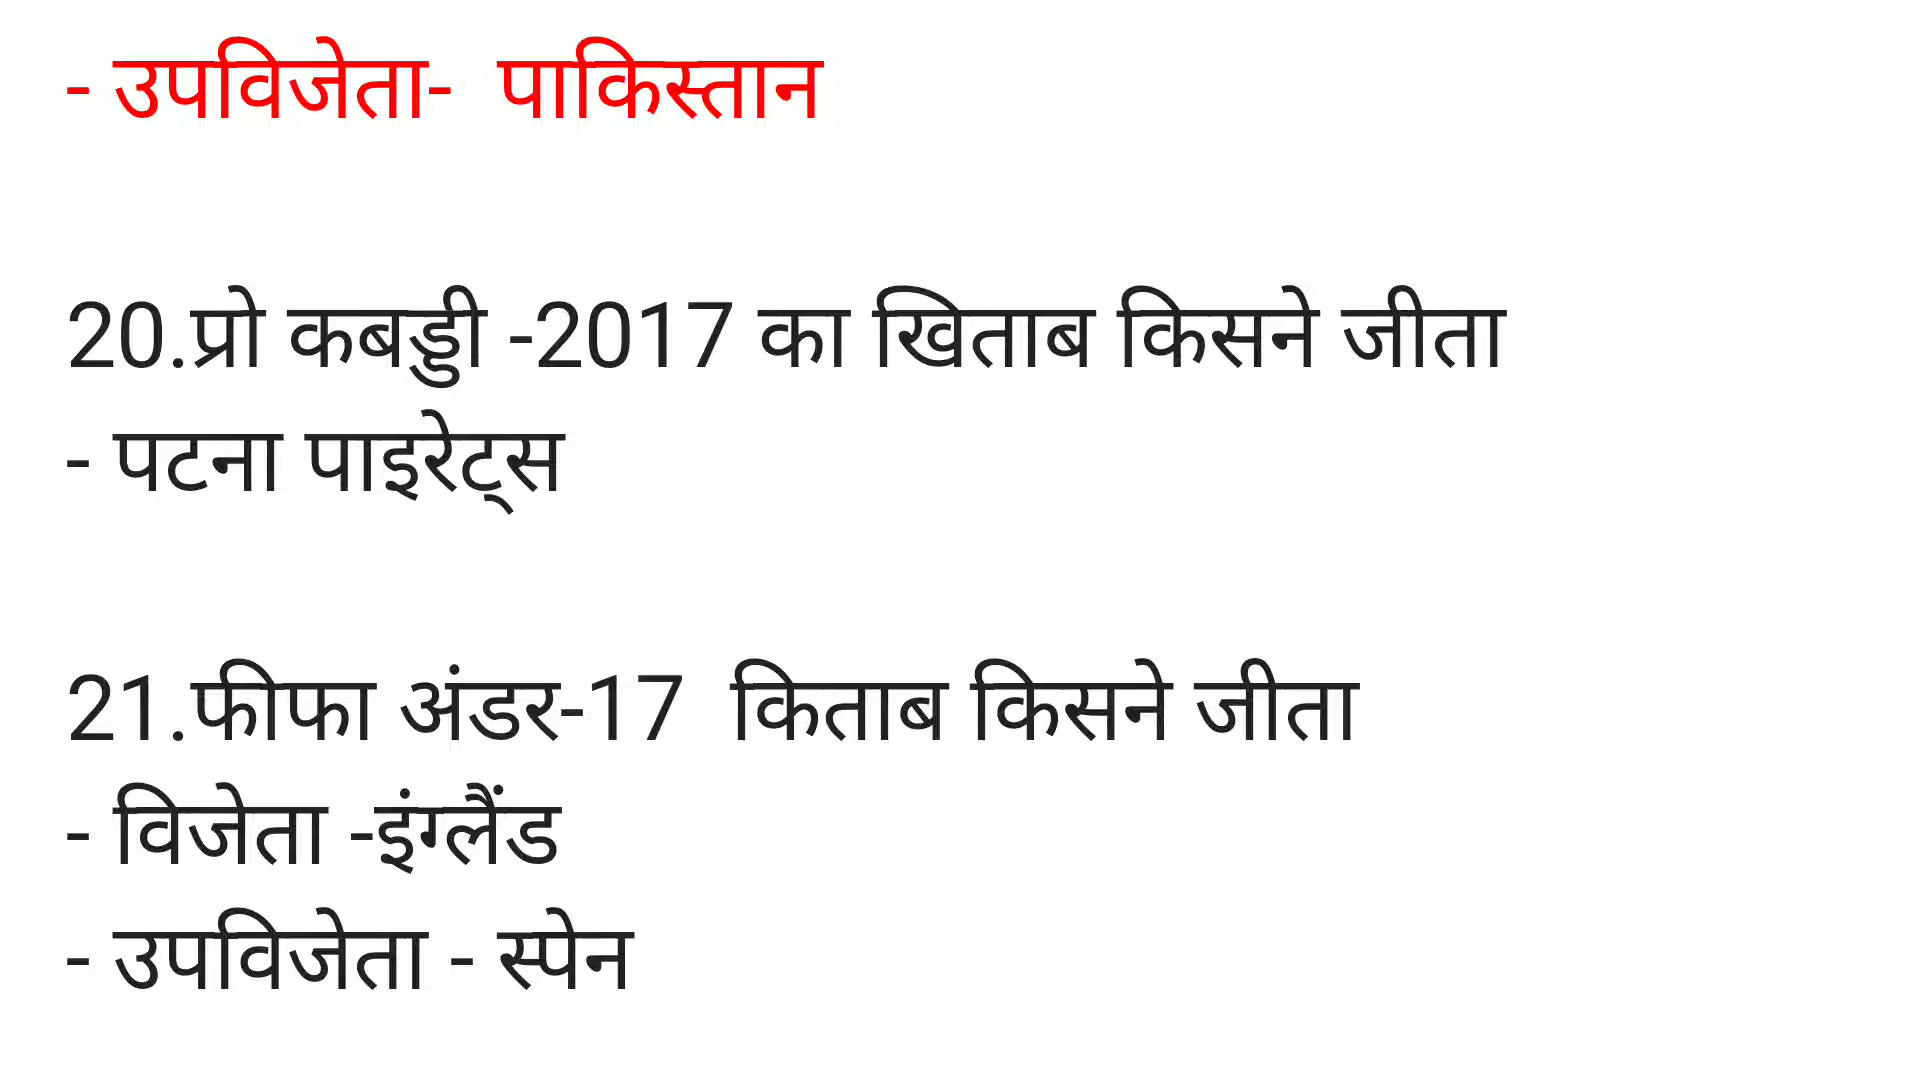 - उपविजेता-  पाकिस्तान
20.प्रो कबड्डी -2017 का खिताब किसने जीता
- पटना पाइरेट्स
21.फीफा अंडर-17  किताब किसने जीता
- विजेता -इंग्लैंड
- उपविजेता - स्पेन